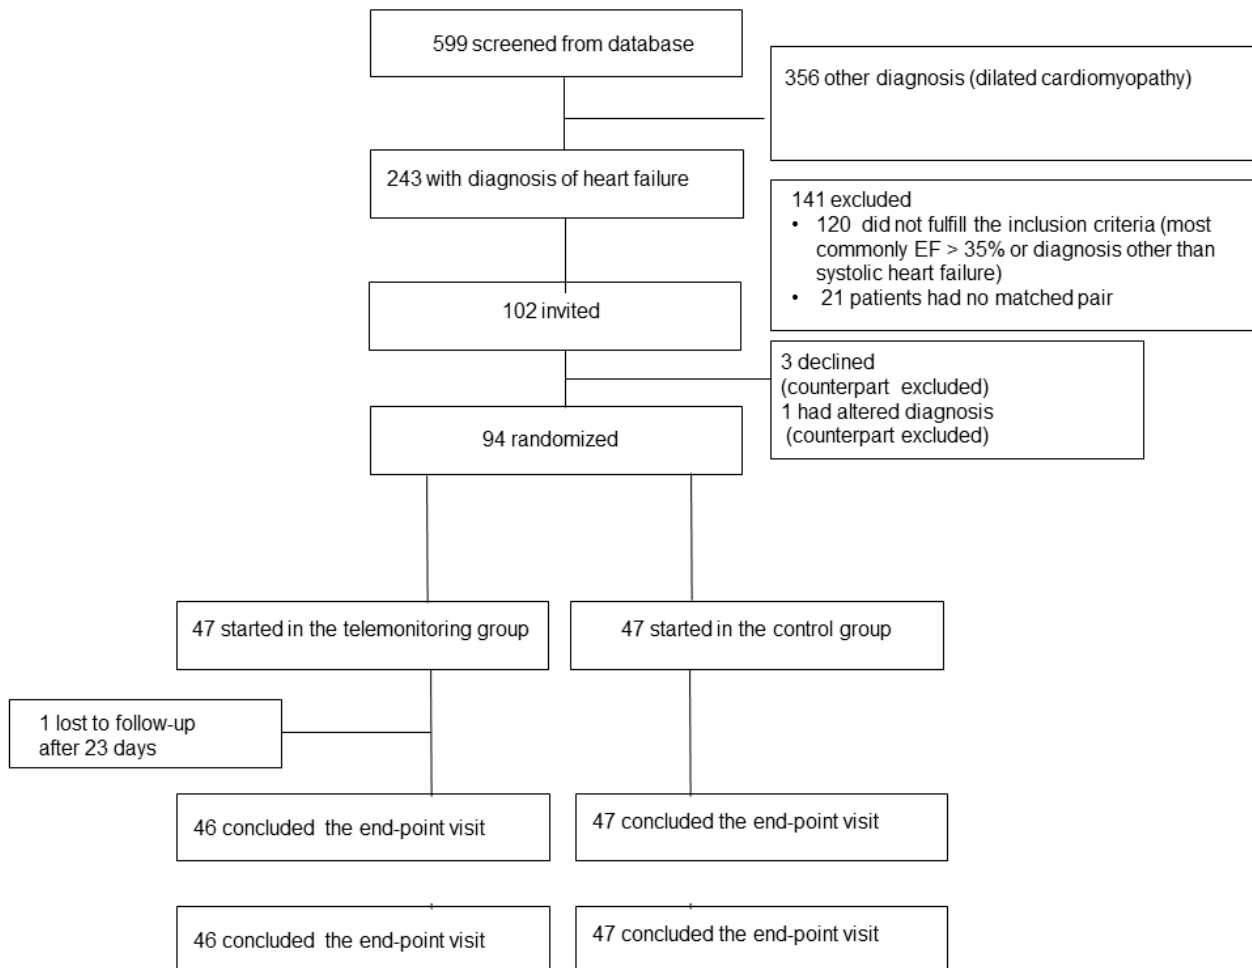 599 screened from database
356 other diagnosis (dilated cardiomyopathy)
243 with diagnosis of heart failure
141 excluded
• 120 did not fulfill the inclusion criteria (most
commonly EF > 35% or diagnosis other than
systolic heart failure)
• 21 patients had no matched pair
102 invited
3 declined
(counterpart excluded)
1 had altered diagnosis
(counterpart excluded)
94 randomized
47 started in the telemonitoring group
47 started in the control group
1 lost to follow-up
after 23 days
46 concluded the end-point visit
47 concluded the end-point visit
46 concluded the end-point visit
47 concluded the end-point visit